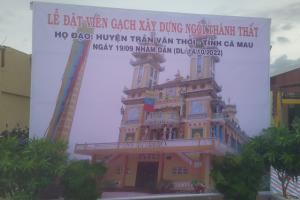 LỄ ĐẶT VIÊN GẠCH XÂY DỰNG NGÔI THÁNH THẤT
HỌ ĐẠO: HUYỆN TRẦN VĂN THỜI, TỈNH CÀ MAU
NGÀY 19/09 NHÂM DẦN (DL: 14/10/2022)